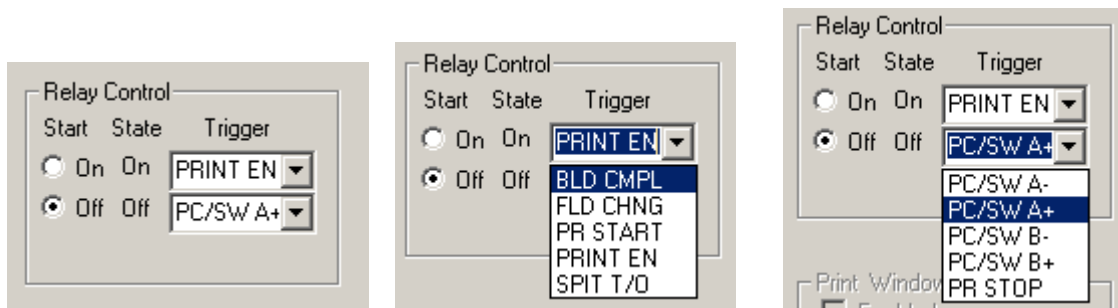 Relay Control
Start State Trigger
On On PRINT EN
Off Off PC/SW A+
Relay Control
Start State Trigger
On On PRINT EN
Off Off BLD CMPL
FLD CHNG
PR START
PRINT EN
SPIT T/O
Relay Control
Start State Trigger
On On PRINT EN
Off Off PC/SW A+
PC/SW A-
PC/SW A+
PC/SW B-
PC/SW B+
Print Window PR STOP